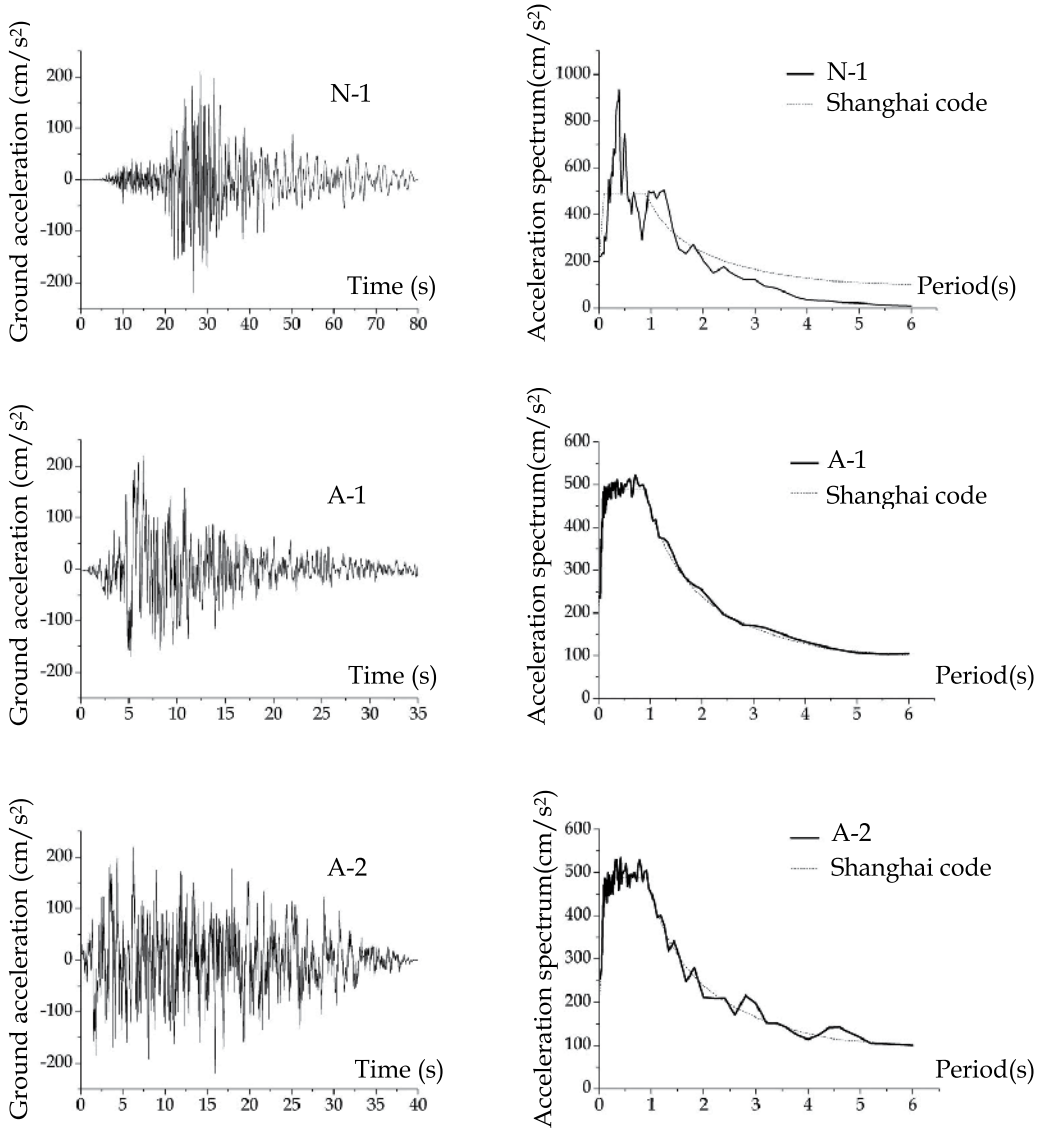 Ground acceleration (cm/s²)
200
100
0
-100
-200
N-1
Time (s)
0 10 20 30 40 50 60 70 80
Acceleration spectrum(cm/s²)
1000
800
600
400
200
0
N-1
Shanghai code
Period(s)
0 1 2 3 4 5 6
Ground acceleration (cm/s²)
200
100
0
-100
-200
A-1
Time (s)
0 5 10 15 20 25 30 35
Acceleration spectrum(cm/s²)
600
500
400
300
200
100
0
A-1
Shanghai code
Period(s)
0 1 2 3 4 5 6
Ground acceleration (cm/s²)
200
100
0
-100
-200
A-2
Time (s)
0 5 10 15 20 25 30 35 40
Acceleration spectrum(cm/s²)
600
500
400
300
200
100
0
A-2
Shanghai code
Period(s)
0 1 2 3 4 5 6